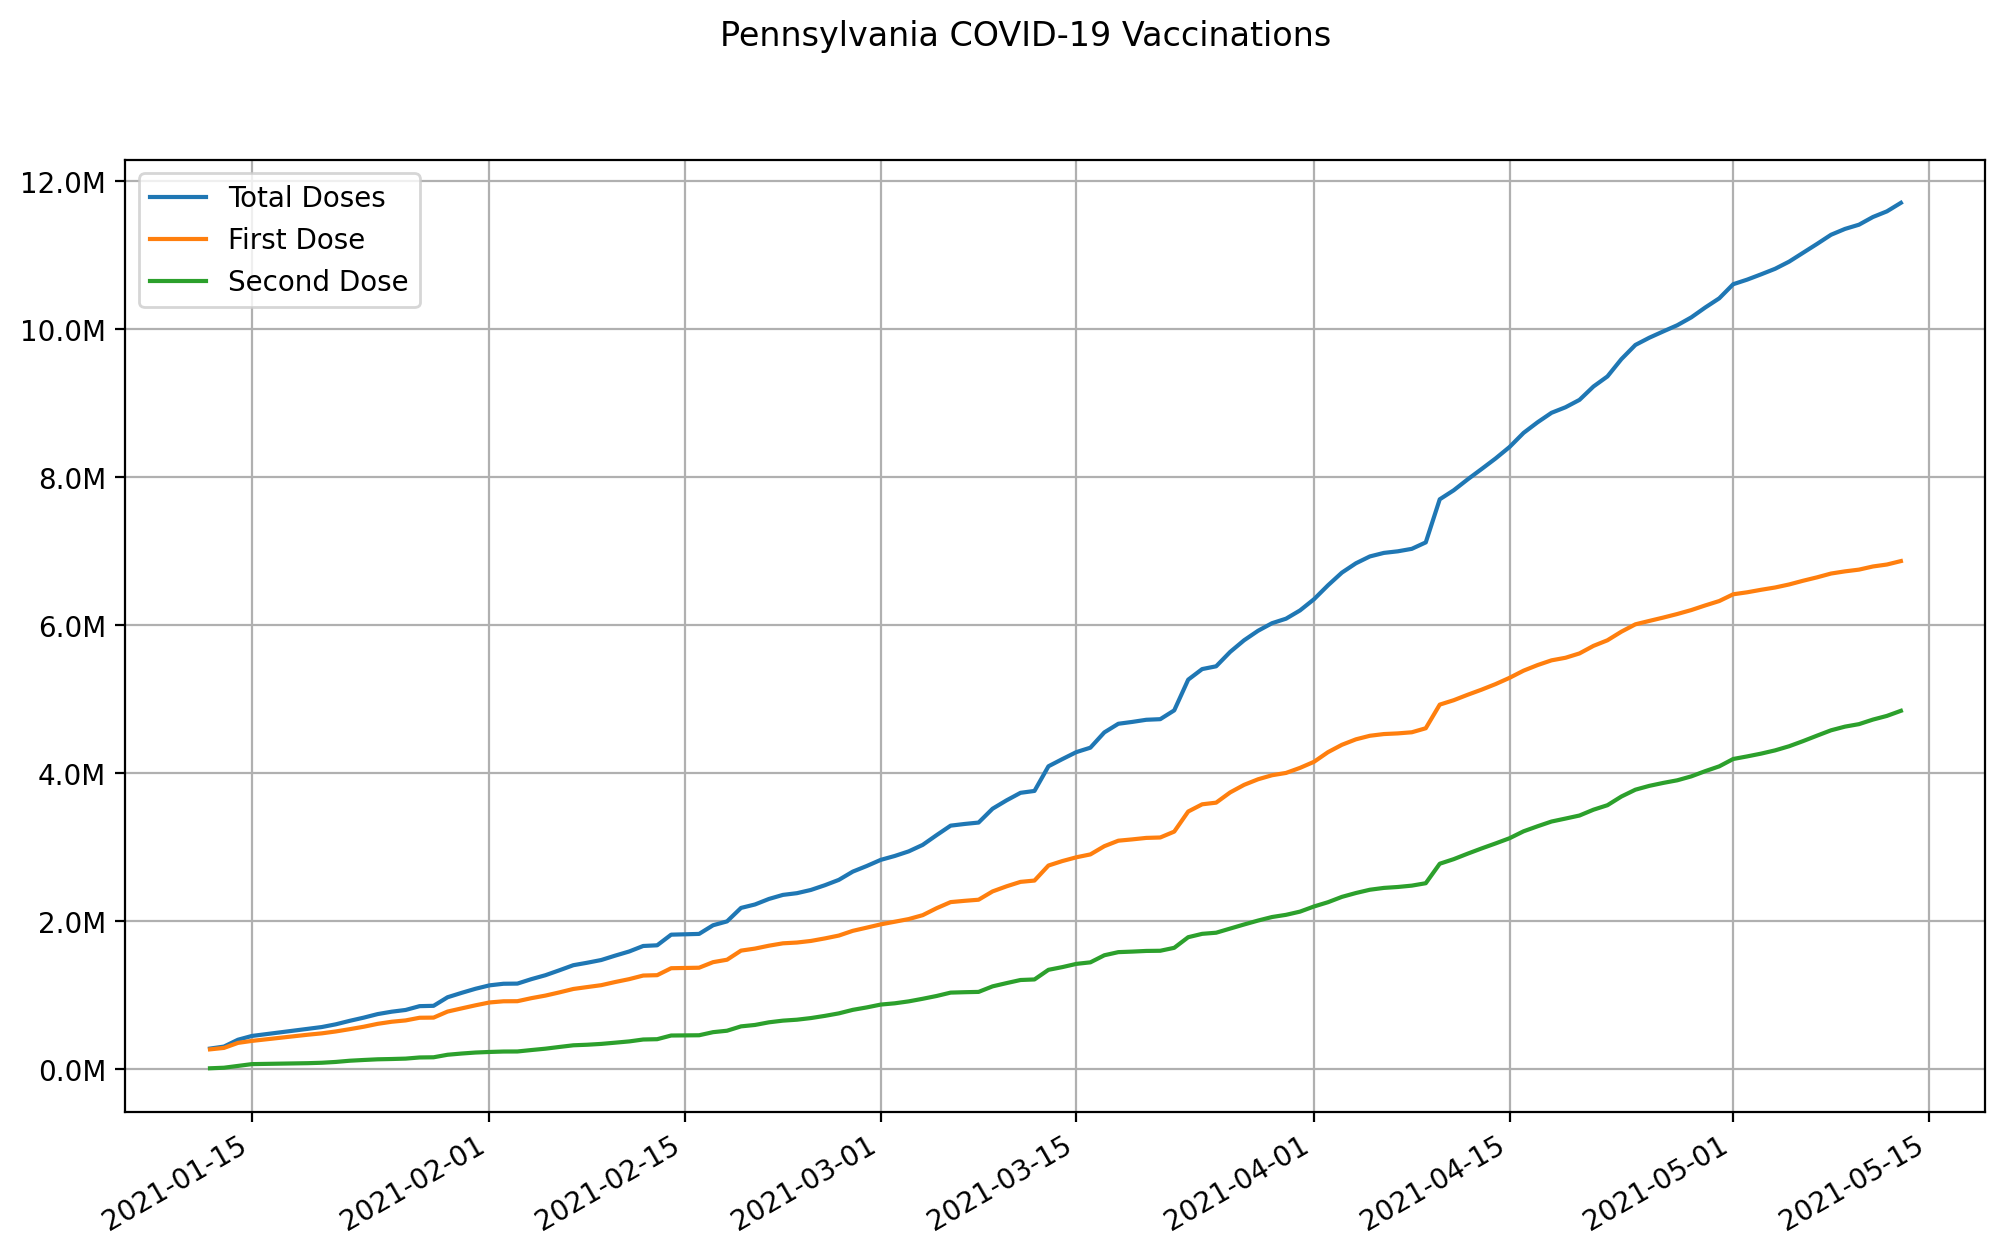 Pennsylvania COVID-19 Vaccinations
12.0M
10.0M
8.0M
6.0M
4.0M
2.0M
0.0M
Total Doses
First Dose
Second Dose
2021-01-15
2021-02-01
2021-02-15
2021-03-01
2021-03-15
2021-04-01
2021-04-15
2021-05-01
2021-05-15